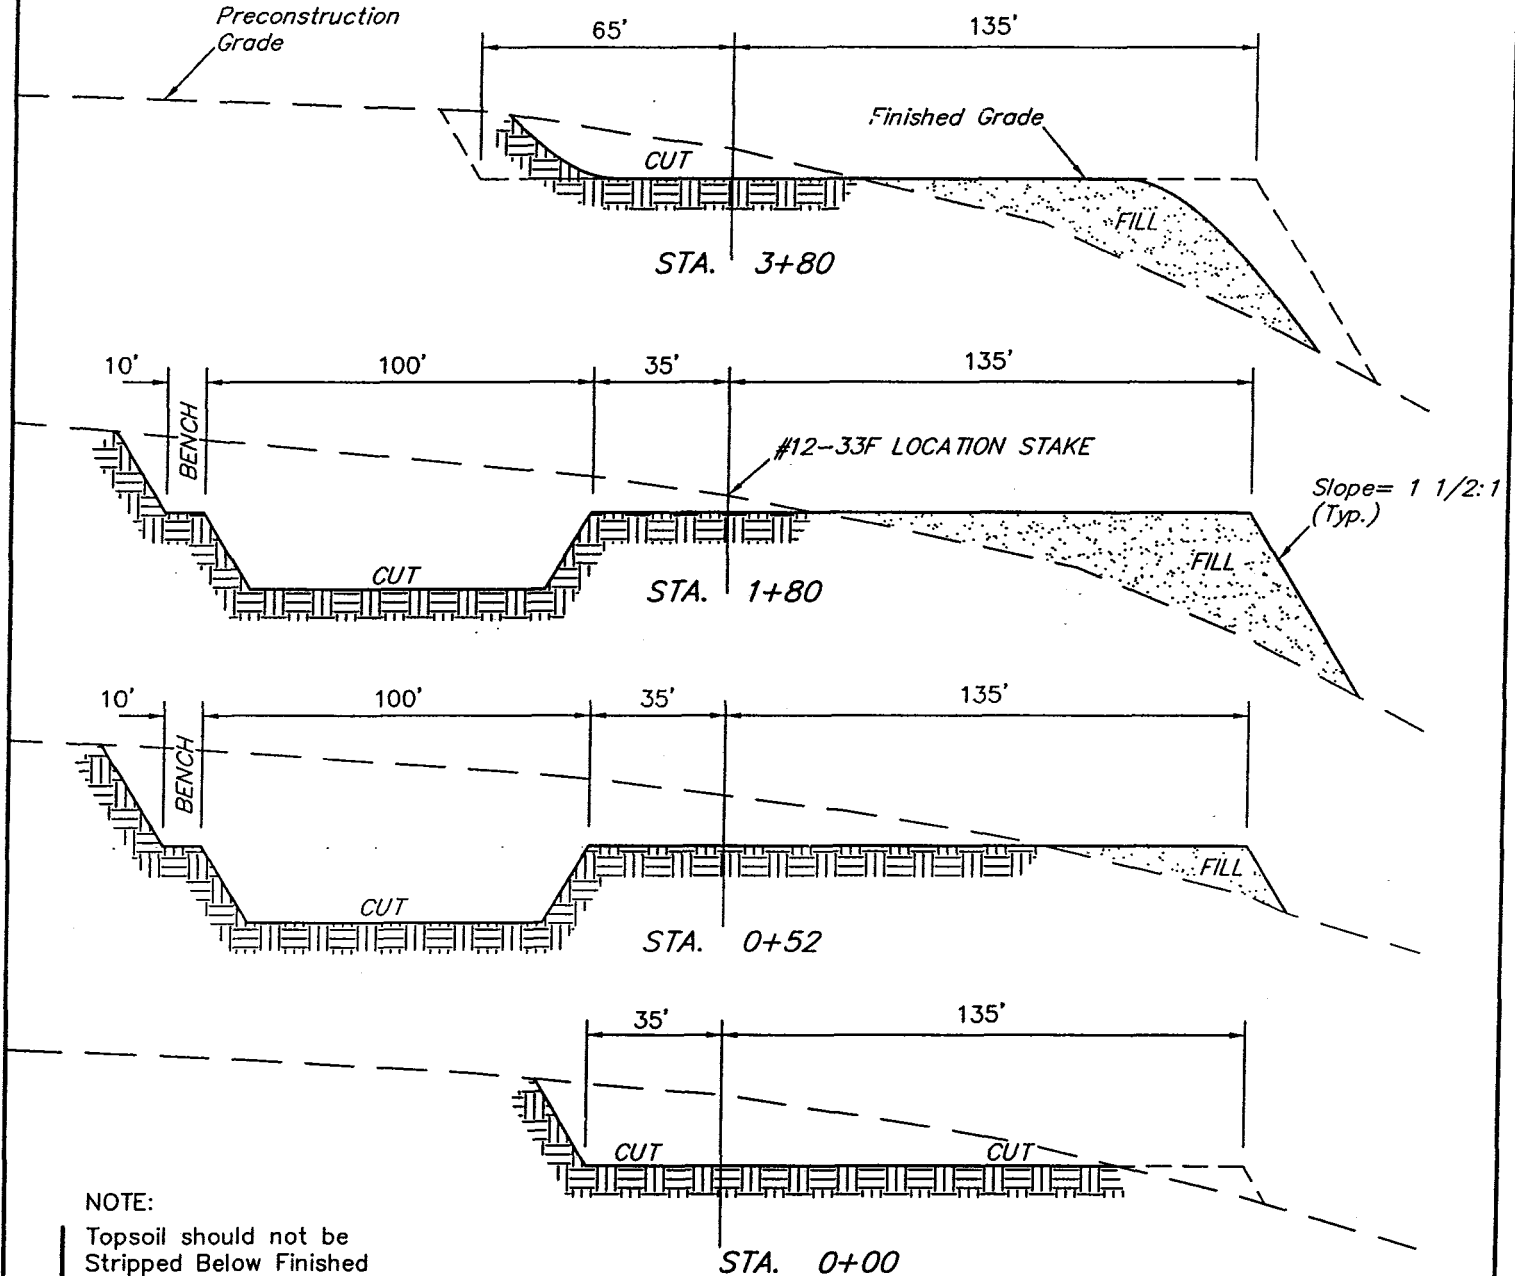 Preconstruction
Grade
65'
135'
Finished Grade
CUT
FILL
STA. 3+80
10'
100'
35'
135'
BENCH
#12-33F LOCATION STAKE
Slope= 1 1/2:1
(Typ.)
CUT
FILL
STA. 1+80
10'
100'
35'
135'
BENCH
CUT
FILL
STA. 0+52
35'
135'
CUT
CUT
NOTE:
Topsoil should not be
Stripped Below Finished
STA. 0+00